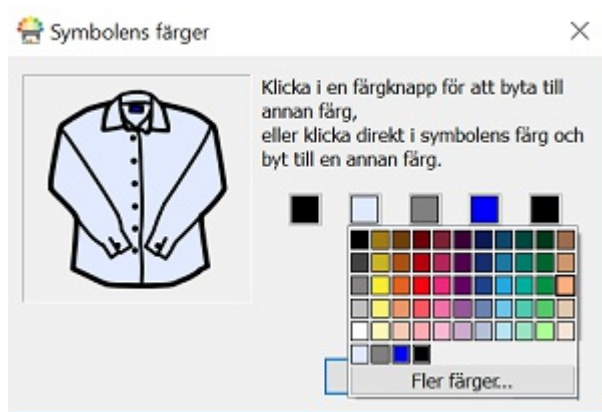 Symbolens färger
Klicka i en färgknapp för att byta till
annan färg,
eller klicka direkt i symbolens färg och
byt till en annan färg.
Fler färger...